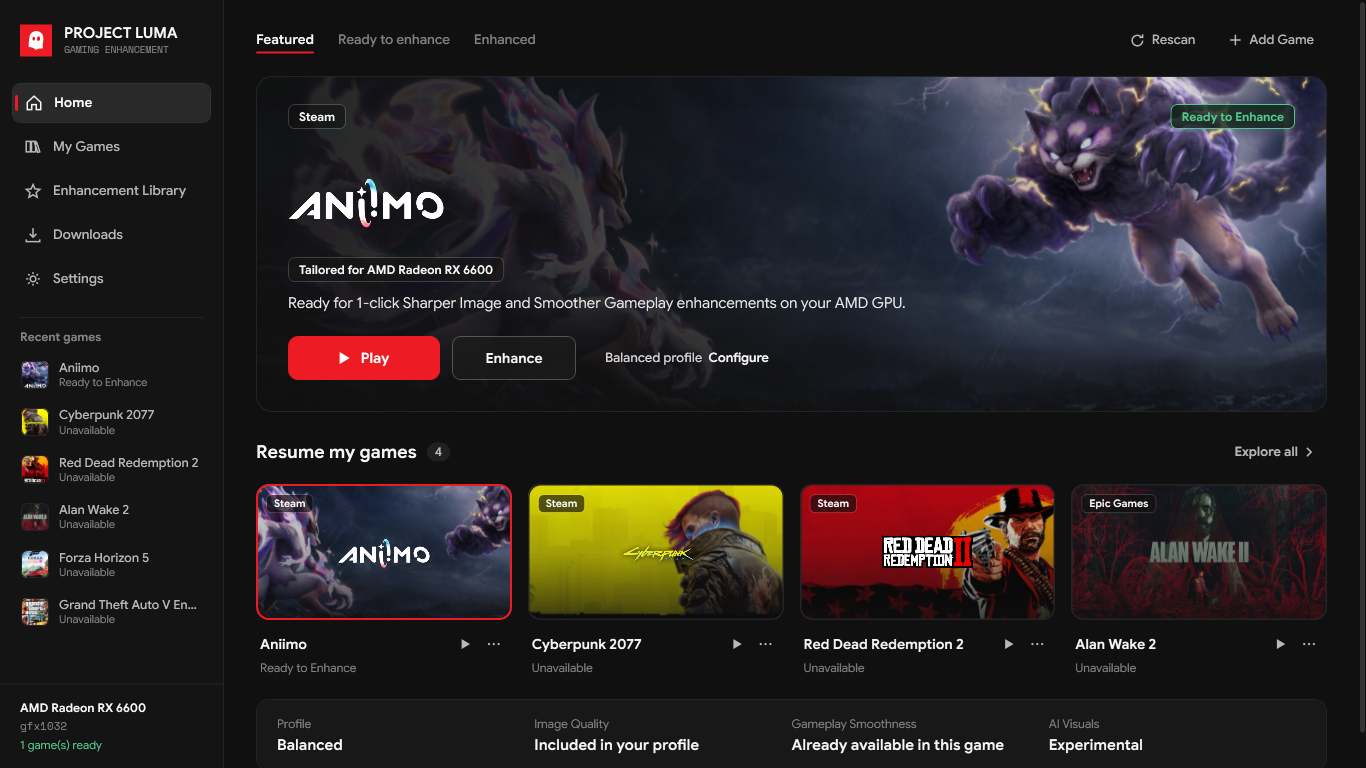 PROJECT LUMA
GAMING ENHANCEMENT
Home
My Games
Enhancement Library
Downloads
Settings
Recent games
Aniimo
Ready to Enhance
Cyberpunk 2077
Unavailable
Red Dead Redemption 2
Unavailable
Alan Wake 2
Unavailable
Forza Horizon 5
Unavailable
Grand Theft Auto V En...
Unavailable
AMD Radeon RX 6600
gfx1032
1 game(s) ready
Featured Ready to enhance Enhanced
Rescan Add Game
Steam
Ready to Enhance
ANIIMO
Tailored for AMD Radeon RX 6600
Ready for 1-click Sharper Image and Smoother Gameplay enhancements on your AMD GPU.
Play Enhance Balanced profile Configure
Resume my games 4
Explore all
Steam
ANIIMO
Aniimo
Ready to Enhance
Steam
Cyberpunk
Cyberpunk 2077
Unavailable
Steam
RED DEAD
REDEMPTION II
Red Dead Redemption 2
Unavailable
Epic Games
ALAN WAKE II
Alan Wake 2
Unavailable
Profile
Balanced
Image Quality
Included in your profile
Gameplay Smoothness
Already available in this game
AI Visuals
Experimental